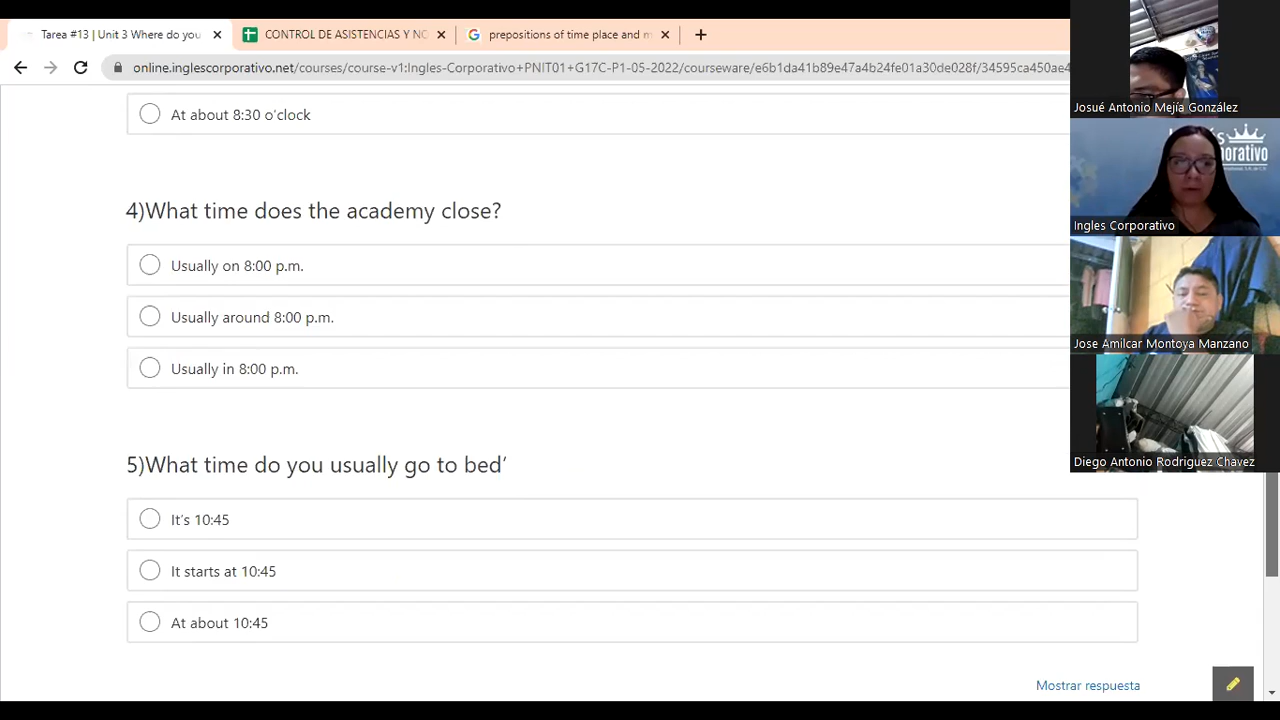 Tarea #13 | Unit 3 Where do you
CONTROL DE ASISTENCIAS Y NO
prepositions of time place and m
online.inglescorporativo.net/courses/course-v1:Ingles-Corporativo+PNIT01+G17C-P1-05-2022/courseware/e6b1da41b89e47a4b24fe01a30de028f/34595ca450ae4
At about 8:30 o'clock
4)What time does the academy close?
Usually on 8:00 p.m.
Usually around 8:00 p.m.
Usually in 8:00 p.m.
5)What time do you usually go to bed’
It’s 10:45
It starts at 10:45
At about 10:45
Mostrar respuesta
Josué Antonio Mejía González
Ingles Corporativo
Jose Amilcar Montoya Manzano
Diego Antonio Rodriguez Chavez